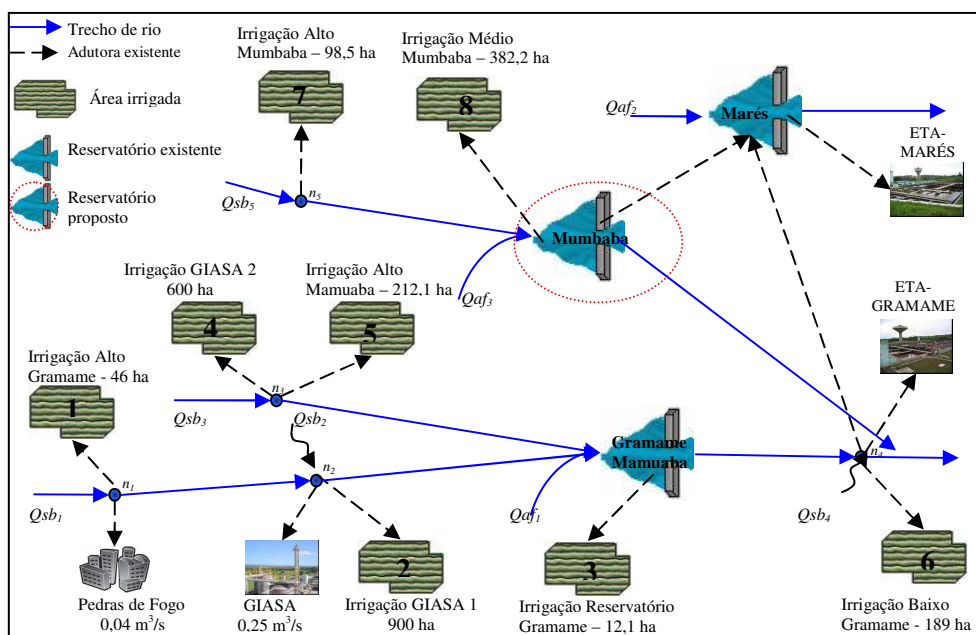 Trecho de rio
Adutora existente
Área irrigada
Reservatório existente
Reservatório
proposto
Irrigação Alto
Mumbaba – 98,5 ha
7
Irrigação Médio
Mumbaba – 382,2 ha
8
Qaf2
Marés
ETA-
MARÉS
Qsb5
n5
Mumbaba
Qaf3
Irrigação GIASA 2
600 ha
4
Irrigação Alto
Mamuaba – 212,1 ha
5
ETA-
GRAMAME
Irrigação Alto
Gramame - 46 ha
1
n3
Qsb3
Qsb2
Gramame
Mamuaba
n4
n1
n2
Qsb1
Qaf1
Qsb4
Pedras de Fogo
0,04 m³/s
GIASA
0,25 m³/s
2
Irrigação GIASA 1
900 ha
3
Irrigação Reservatório
Gramame – 12,1 ha
6
Irrigação Baixo
Gramame - 189 ha